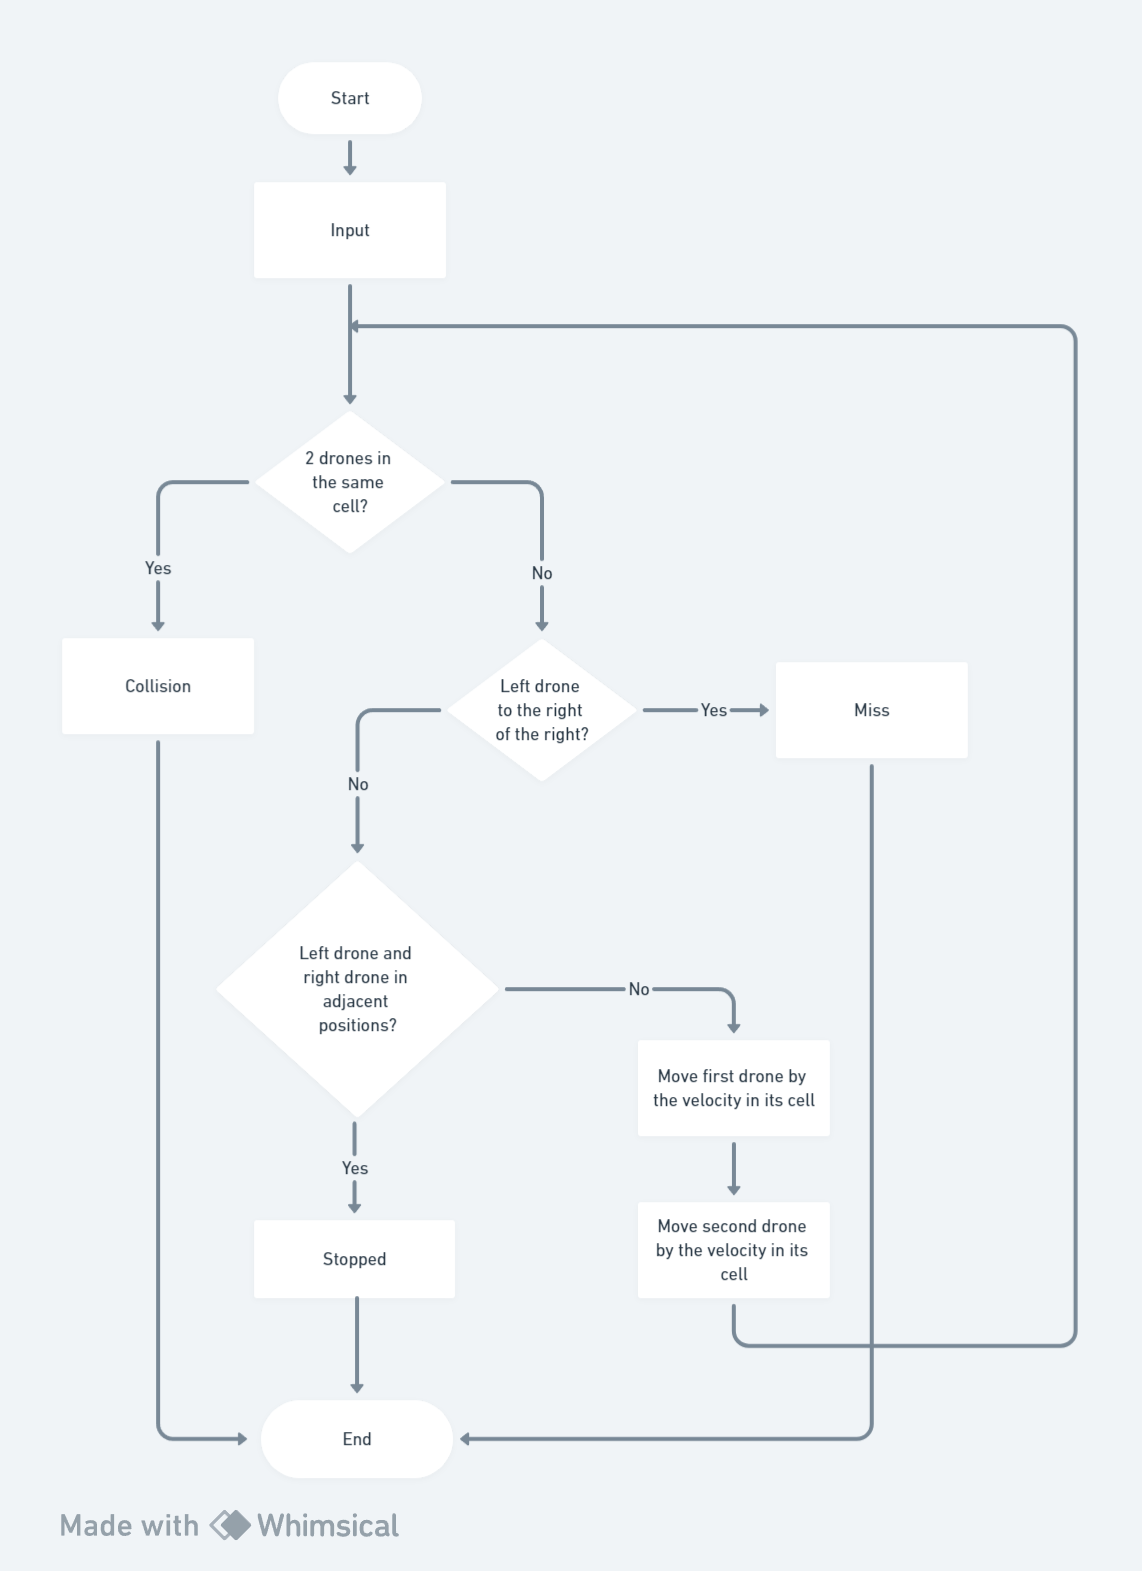 Start
Input
2 drones in
the same
cell?
Yes
No
Collision
Left drone
to the right
of the right?
Yes
Miss
No
Left drone and
right drone in
adjacent
positions?
No
Move first drone by
the velocity in its cell
Yes
Move second drone
by the velocity in its
cell
Stopped
End
Made with Whimsical